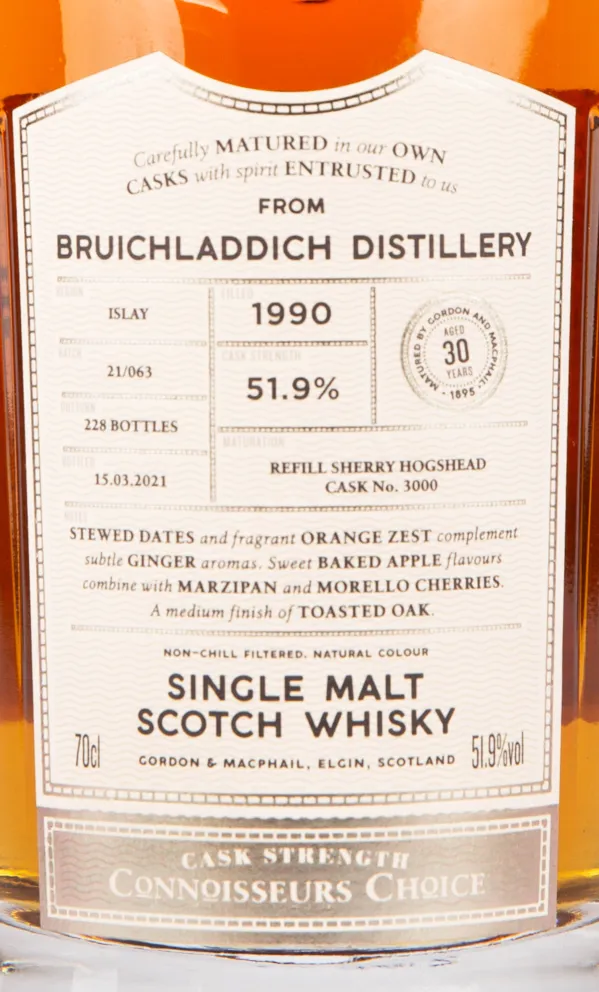 Carefully MATURED in our OWN
CASKS with spirit ENTRUSTED to us
FROM
BRUICHLADDICH DISTILLERY
REGION
ISLAY
BATCH
21/063
228 BOTTLES
BOTTLED
15.03.2021
FILLED
1990
CASK STRENGTH
51.9%
MATURED BY GORDON AND MACPHAIL
AGED
30
YEARS
· 1895 ·
MATURATION
REFILL SHERRY HOGSHEAD
CASK No. 3000
STEWED DATES and fragrant ORANGE ZEST complement
subtle GINGER aromas. Sweet BAKED APPLE flavours
combine with MARZIPAN and MORELLO CHERRIES.
A medium finish of TOASTED OAK.
NON-CHILL FILTERED. NATURAL COLOUR
SINGLE MALT
SCOTCH WHISKY
70cl
GORDON & MACPHAIL, ELGIN, SCOTLAND
51.9%vol
CASK STRENGTH
CONNOISSEURS CHOICE